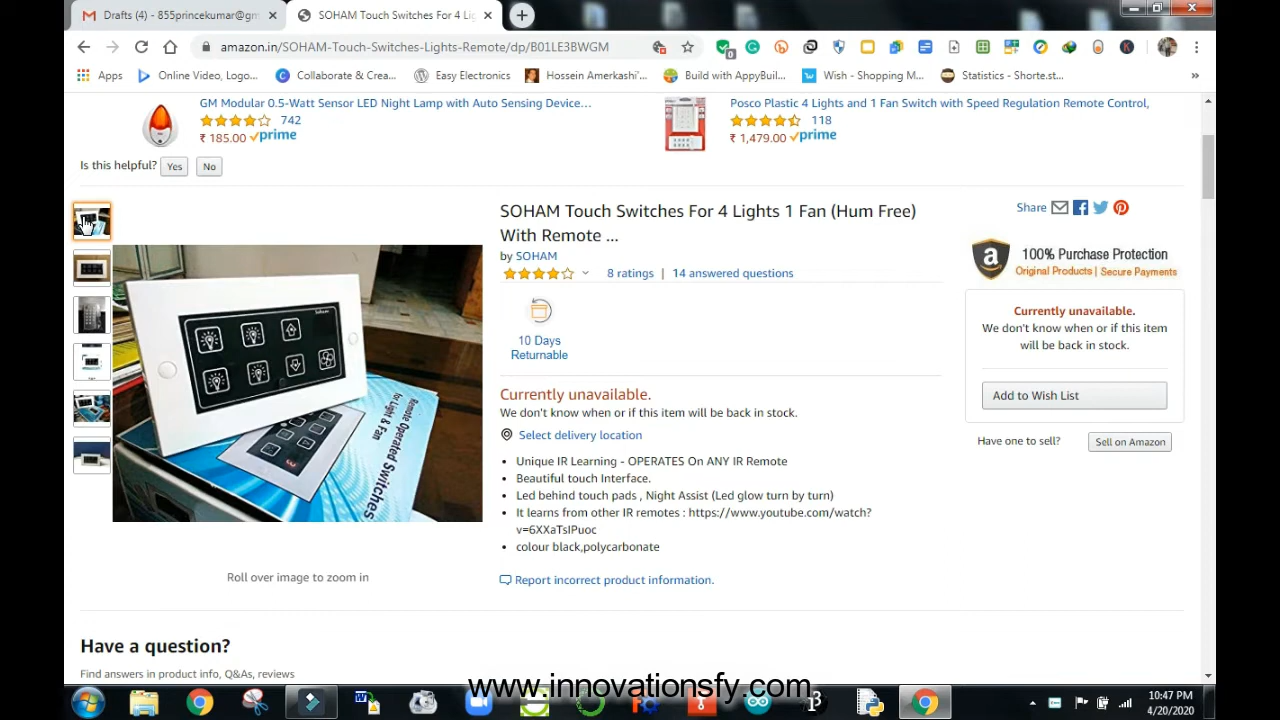 Drafts (4) - 855princekumar@gm
SOHAM Touch Switches For 4 Lig
amazon.in/SOHAM-Touch-Switches-Lights-Remote/dp/B01LE3BWGM
Apps
Online Video, Logo...
Collaborate & Crea...
Easy Electronics
Hossein Amerkashi'...
Build with AppyBuil...
Wish - Shopping M...
Statistics - Shorte.st...
»
GM Modular 0.5-Watt Sensor LED Night Lamp with Auto Sensing Device...
742
₹ 185.00 prime
Posco Plastic 4 Lights and 1 Fan Switch with Speed Regulation Remote Control,
118
₹ 1,479.00 prime
Is this helpful? Yes No
SOHAM Touch Switches For 4 Lights 1 Fan (Hum Free)
With Remote ...
by SOHAM
8 ratings | 14 answered questions
10 Days
Returnable
Currently unavailable.
We don't know when or if this item will be back in stock.
Select delivery location
• Unique IR Learning - OPERATES On ANY IR Remote
• Beautiful touch Interface.
• Led behind touch pads , Night Assist (Led glow turn by turn)
• It learns from other IR remotes : https://www.youtube.com/watch?
v=6XXaTsIPuoc
• colour black,polycarbonate
Report incorrect product information.
Share
100% Purchase Protection
Original Products | Secure Payments
Currently unavailable.
We don't know when or if this item
will be back in stock.
Add to Wish List
Have one to sell? Sell on Amazon
Soham
Remote Operated Switches
for Light & Fan
Roll over image to zoom in
Have a question?
Find answers in product info, Q&As, reviews
www.innovationsfy.com
10:47 PM
4/20/2020